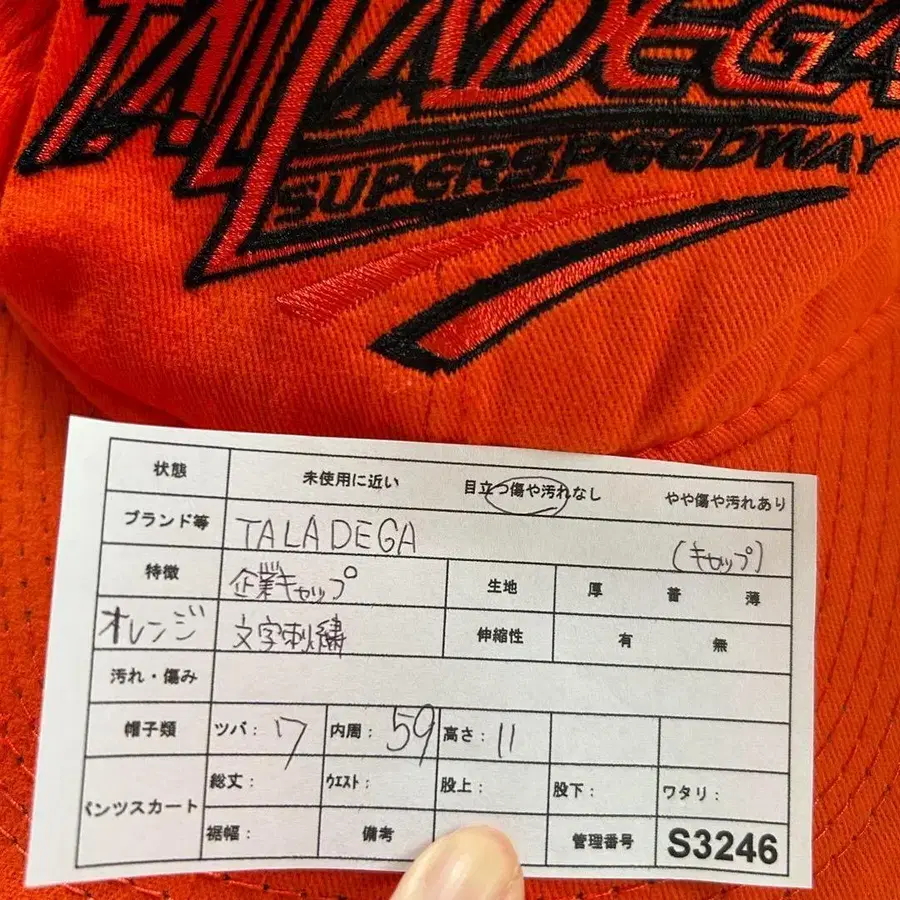 TALLADEGA
SUPERSPEEDWAY
状態 未使用に近い 目立つ傷や汚れなし やや傷や汚れあり
ブランド等 TALADEGA (キャップ)
特徴 企業キャップ 生地 厚 普 薄
オレンジ 文字刺繍 伸縮性 有 無
汚れ・傷み
帽子類 ツバ: 17 内周: 59 高さ: 11
パンツスカート 総丈: ウエスト: 股上: 股下: ワタリ:
裾幅: 備考 管理番号 S3246